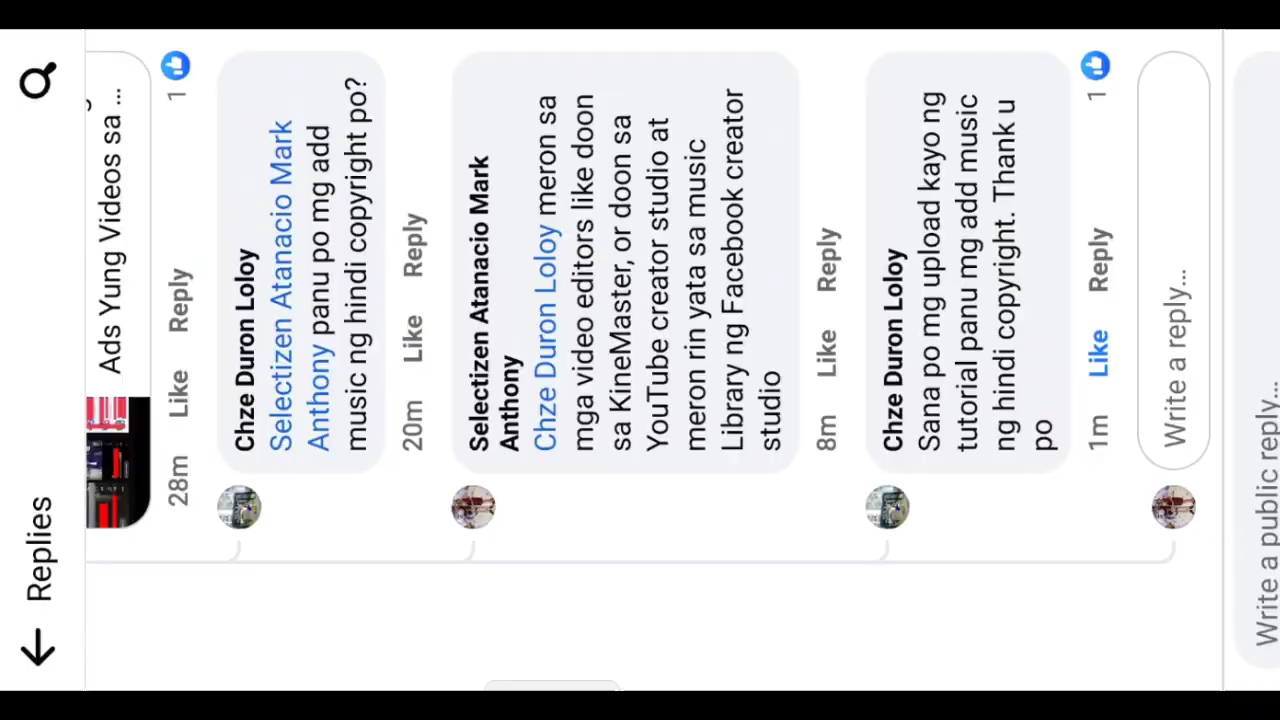 Replies
Ads Yung Videos sa ...
28m Like Reply 1
Chze Duron Loloy
Selectizen Atanacio Mark
Anthony panu po mg add
music ng hindi copyright po?
20m Like Reply
Selectizen Atanacio Mark
Anthony
Chze Duron Loloy meron sa
mga video editors like doon
sa KineMaster, or doon sa
YouTube creator studio at
meron rin yata sa music
Library ng Facebook creator
studio
8m Like Reply
Chze Duron Loloy
Sana po mg upload kayo ng
tutorial panu mg add music
ng hindi copyright. Thank u
po
1m Like Reply 1
Write a reply...
Write a public reply...